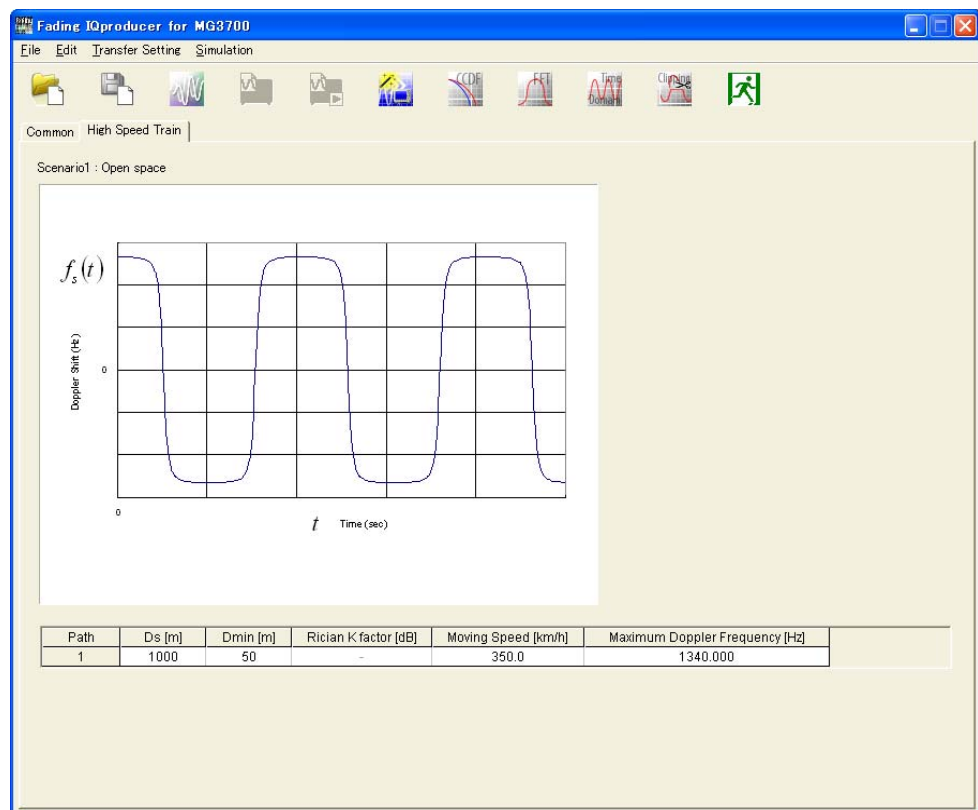 Fading IQproducer for MG3700
File Edit Transfer Setting Simulation
CCDF FFT Time Domain Clipping
Common High Speed Train
Scenario1 : Open space
fs(t)
Doppler Shift (Hz)
0
0
t Time (sec)
Path Ds [m] Dmin [m] Rician K factor [dB] Moving Speed [km/h] Maximum Doppler Frequency [Hz]
1 1000 50 - 350.0 1340.000